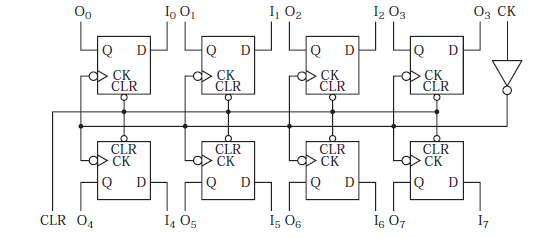 O0 I0 O1 I1 O2 I2 O3 O3 CK
Q D Q D Q D Q D
CK CK CK CK
CLR CLR CLR CLR
CLR CLR CLR CLR
CK CK CK CK
Q D Q D Q D Q D
CLR O4 I4 O5 I5 O6 I6 O7 I7